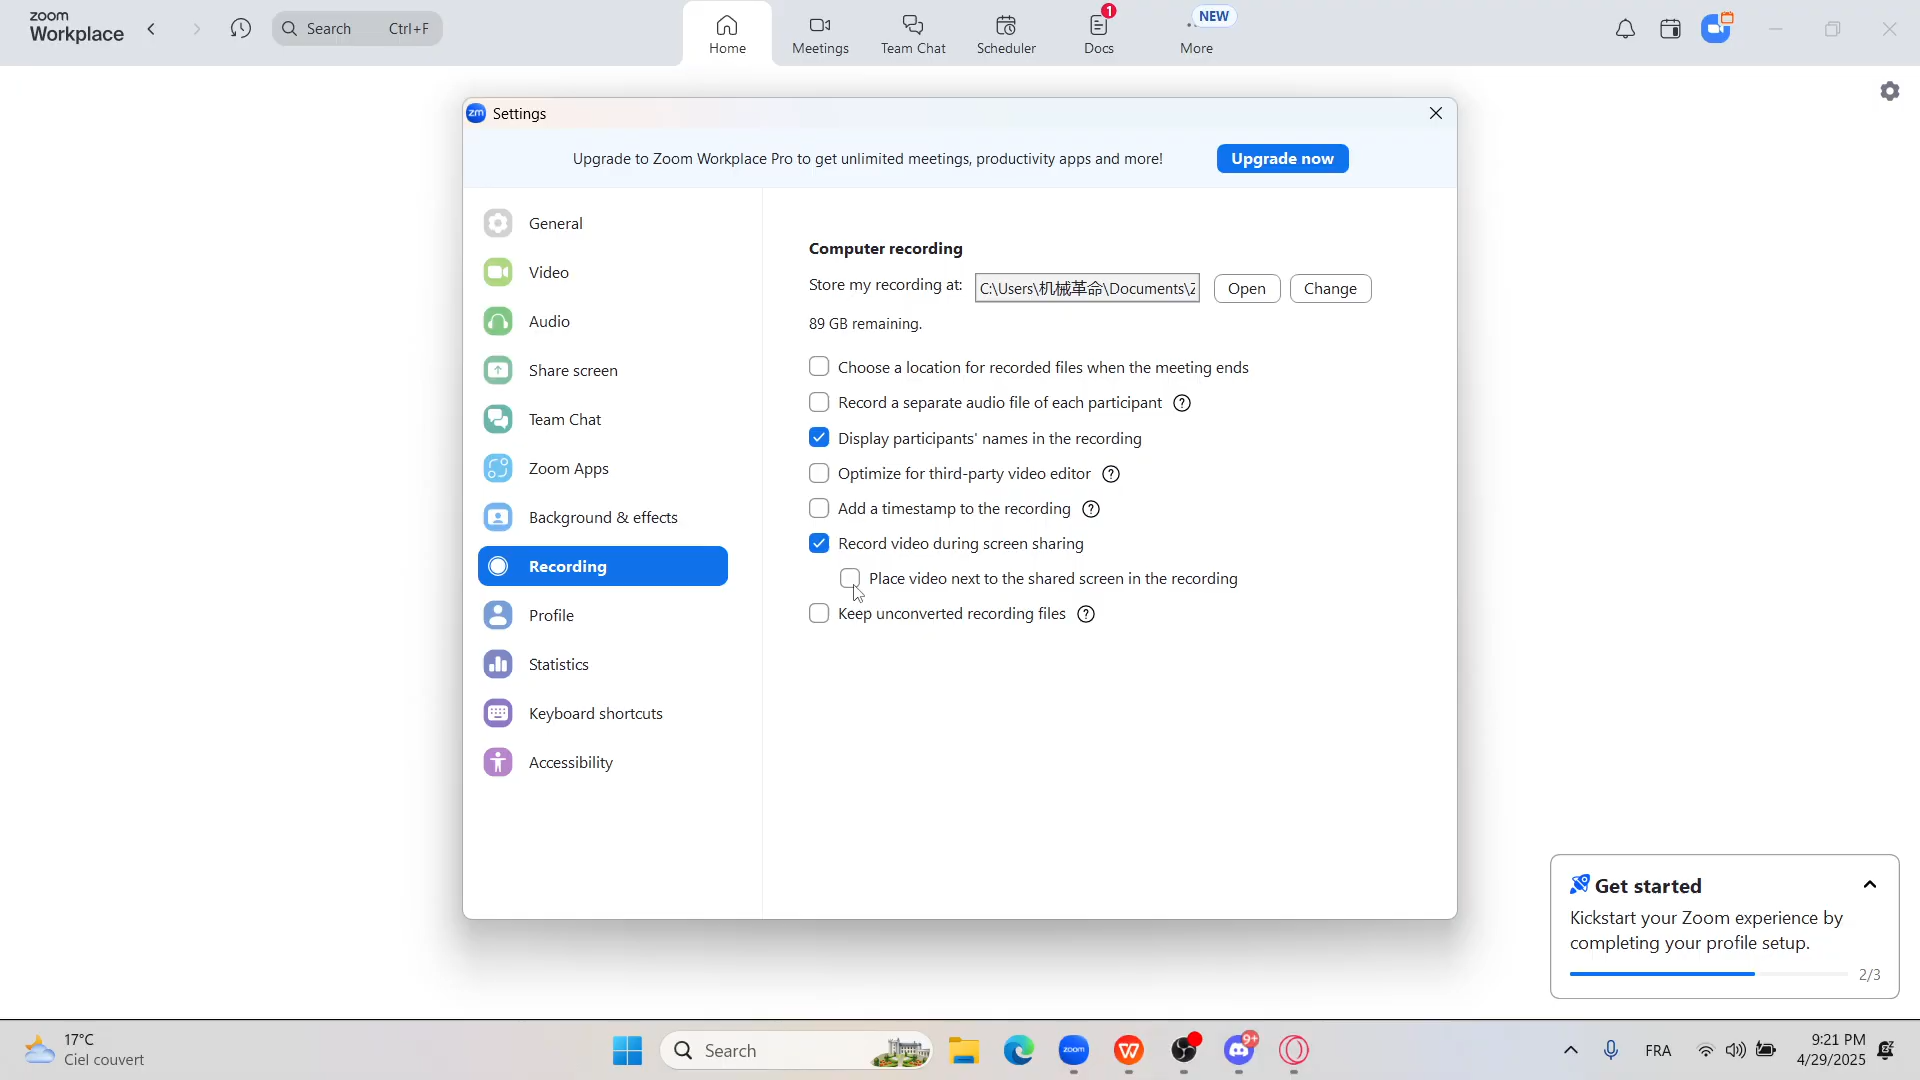 zoom
Workplace
Search Ctrl+F
Home
Meetings
Team Chat
Scheduler
1
Docs
NEW
More
zm Settings
Upgrade to Zoom Workplace Pro to get unlimited meetings, productivity apps and more!
Upgrade now
General
Video
Audio
Share screen
Team Chat
Zoom Apps
Background & effects
Recording
Profile
Statistics
Keyboard shortcuts
Accessibility
Computer recording
Store my recording at: C:\Users\机械革命\Documents\Z Open Change
89 GB remaining.
Choose a location for recorded files when the meeting ends
Record a separate audio file of each participant ?
Display participants' names in the recording
Optimize for third-party video editor ?
Add a timestamp to the recording ?
Record video during screen sharing
Place video next to the shared screen in the recording
Keep unconverted recording files ?
Get started
Kickstart your Zoom experience by
completing your profile setup.
2/3
17°C
Ciel couvert
Search
zoom
9+
FRA
9:21 PM
4/29/2025